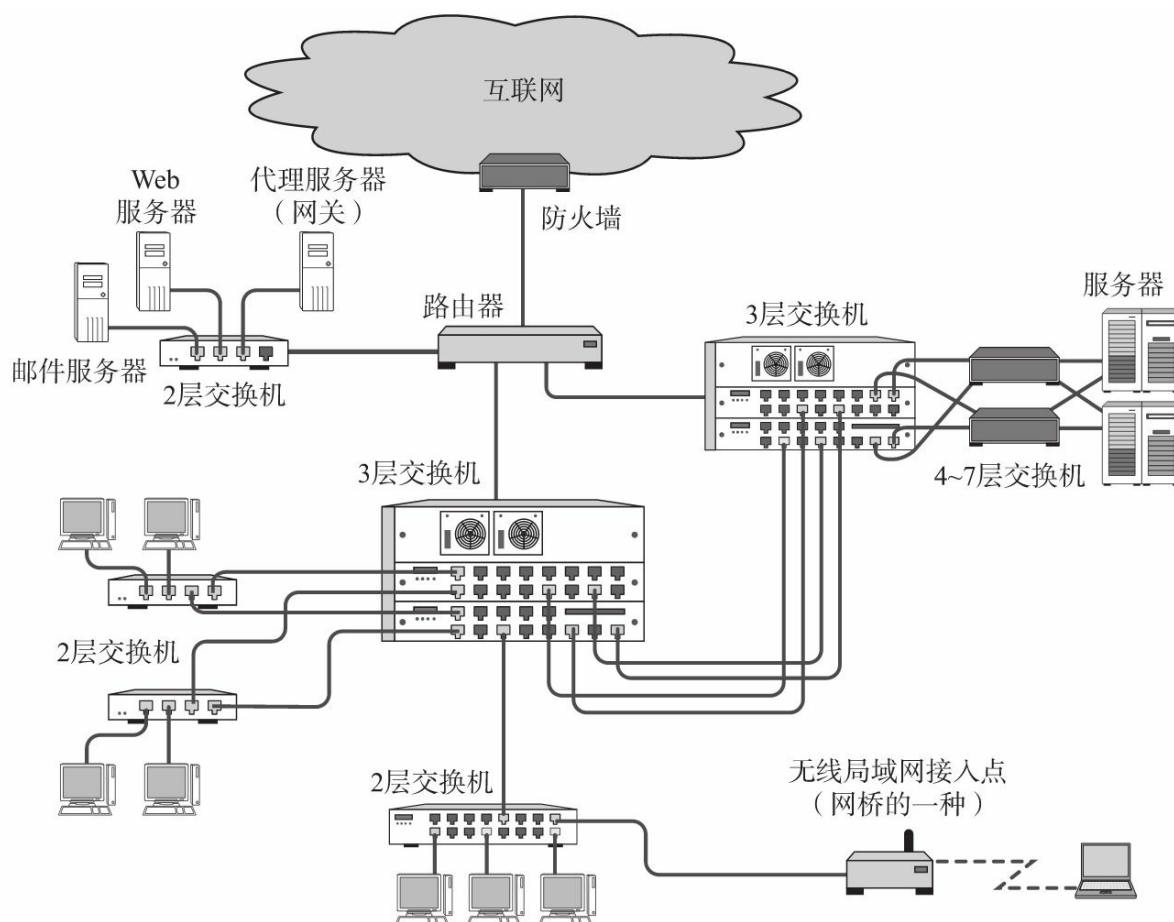 互联网
Web
服务器
代理服务器
（网关）
防火墙
邮件服务器
2层交换机
路由器
3层交换机
服务器
4~7层交换机
3层交换机
2层交换机
2层交换机
无线局域网接入点
（网桥的一种）